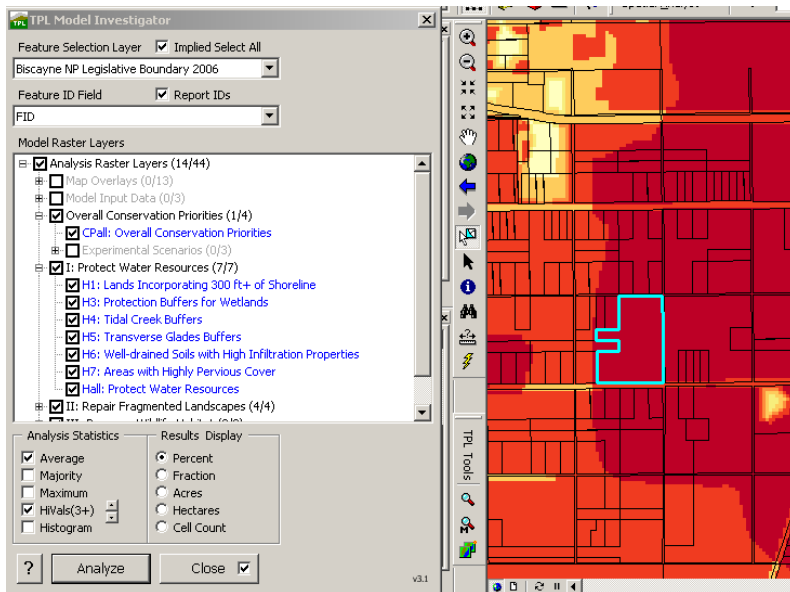 TPL Model Investigator
Feature Selection Layer Implied Select All
Biscayne NP Legislative Boundary 2006
Feature ID Field Report IDs
FID
Model Raster Layers
Analysis Raster Layers (14/44)
Map Overlays (0/13)
Model Input Data (0/3)
Overall Conservation Priorities (1/4)
CPall: Overall Conservation Priorities
Experimental Scenarios (0/3)
I: Protect Water Resources (7/7)
H1: Lands Incorporating 300 ft+ of Shoreline
H3: Protection Buffers for Wetlands
H4: Tidal Creek Buffers
H5: Transverse Glades Buffers
H6: Well-drained Soils with High Infiltration Properties
H7: Areas with Highly Pervious Cover
Hall: Protect Water Resources
II: Repair Fragmented Landscapes (4/4)
Analysis Statistics
Average
Majority
Maximum
HiVals(3+)
Histogram
Results Display
Percent
Fraction
Acres
Hectares
Cell Count
? Analyze Close
v3.1
TPL Tools